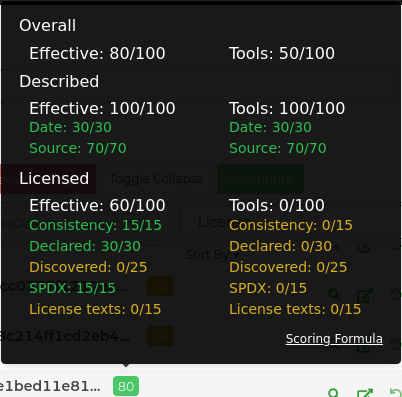 Overall
Effective: 80/100 Tools: 50/100
Described
Effective: 100/100 Tools: 100/100
Date: 30/30 Date: 30/30
Source: 70/70 Source: 70/70
Licensed Toggle Collapse Contribute
Effective: 60/100 Tools: 0/100
Consistency: 15/15 Consistency: 0/15
Declared: 30/30 Declared: 0/30
Sort By
Discovered: 0/25 Discovered: 0/25
SPDX: 15/15 SPDX: 0/15
License texts: 0/15 License texts: 0/15
3c214ff1cd2eb4...
Scoring Formula
e1bed11e81... 80